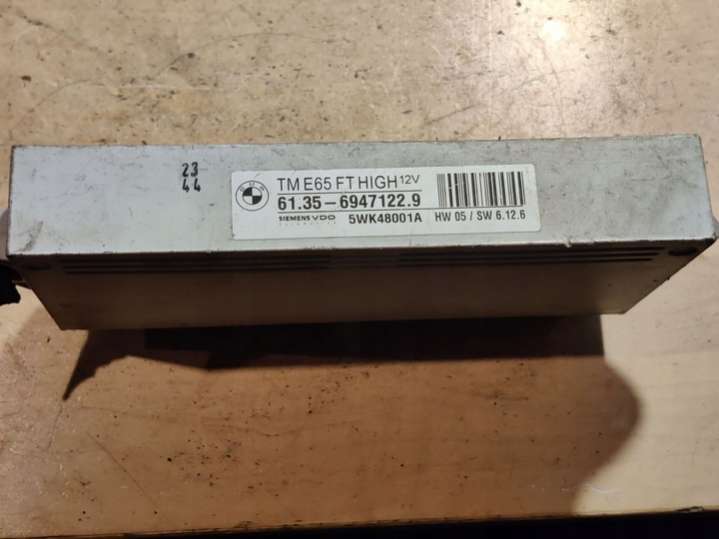 23
44
BMW
TM E65 FT HIGH 12V
61.35 - 6947122.9
SIEMENS VDO 5WK48001A HW 05 / SW 6.12.6